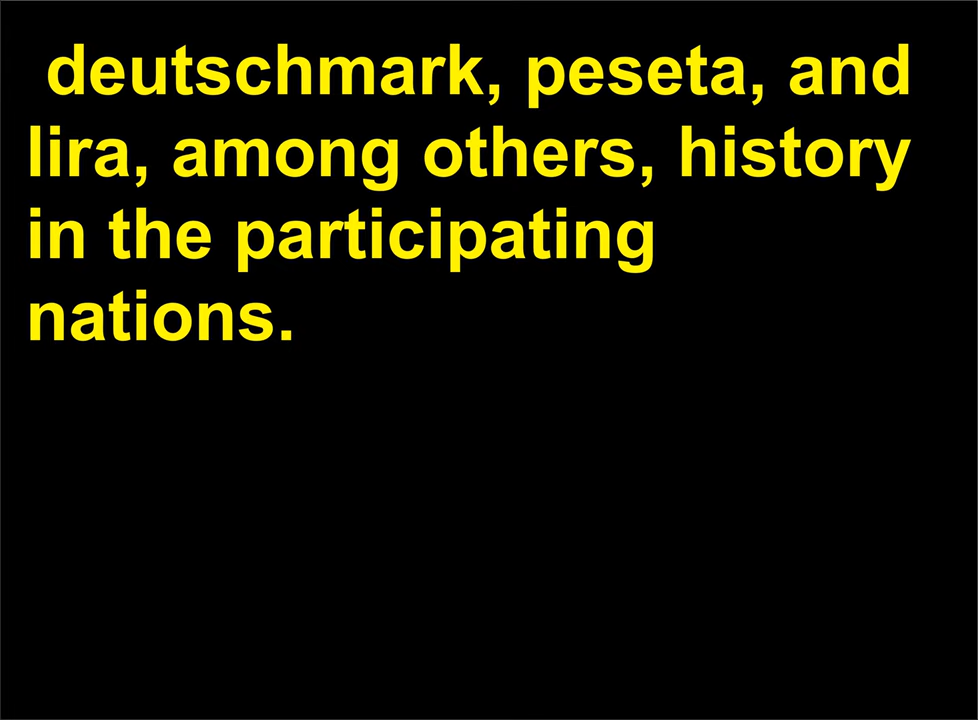 deutschmark, peseta, and
lira, among others, history
in the participating
nations.